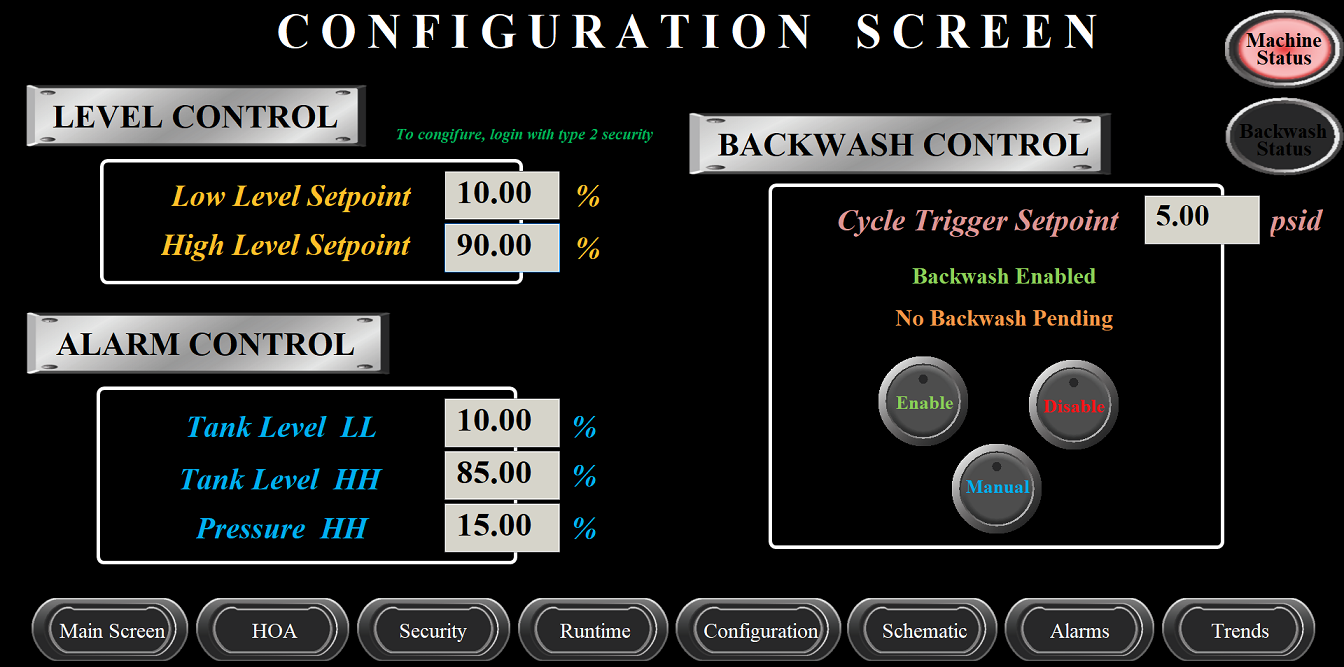 CONFIGURATION SCREEN
Machine
Status
Backwash
Status
LEVEL CONTROL
To congifure, login with type 2 security
Low Level Setpoint 10.00 %
High Level Setpoint 90.00 %
ALARM CONTROL
Tank Level LL 10.00 %
Tank Level HH 85.00 %
Pressure HH 15.00 %
BACKWASH CONTROL
Cycle Trigger Setpoint 5.00 psid
Backwash Enabled
No Backwash Pending
Enable
Disable
Manual
Main Screen HOA Security Runtime Configuration Schematic Alarms Trends